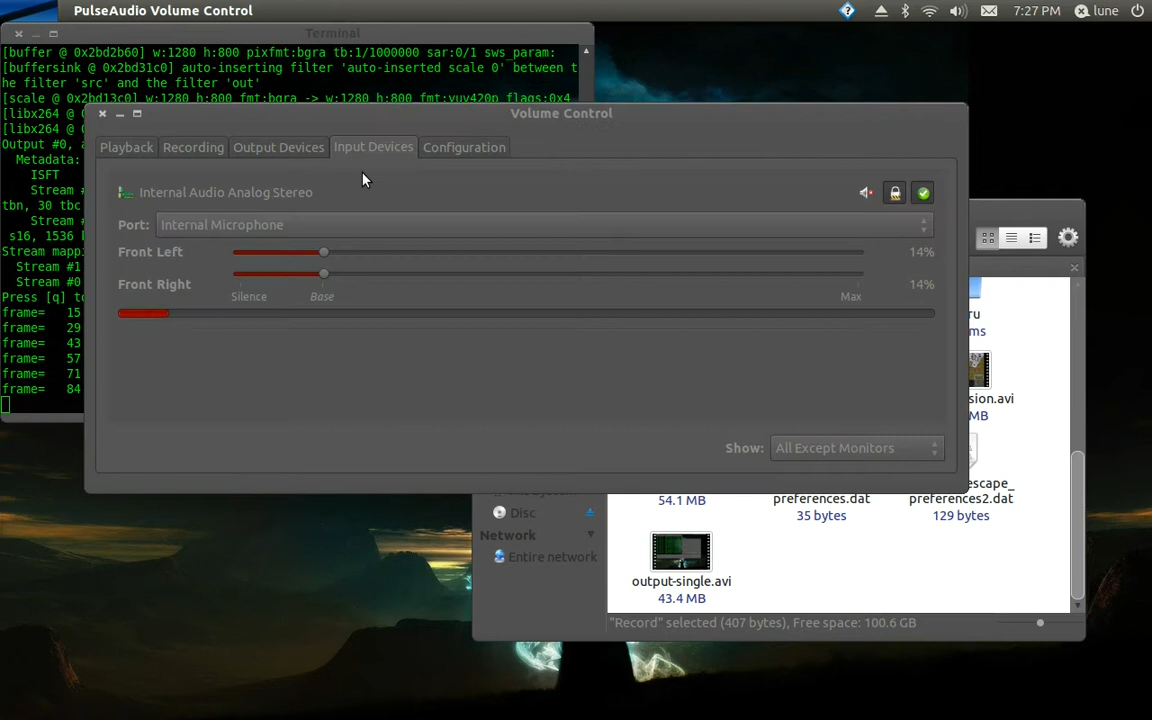 PulseAudio Volume Control
7:27 PM
lune
Terminal
[buffer @ 0x2bd2b60] w:1280 h:800 pixfmt:bgra tb:1/1000000 sar:0/1 sws_param:
[buffersink @ 0x2bd31c0] auto-inserting filter 'auto-inserted scale 0' between t
he filter 'src' and the filter 'out'
[scale @ 0x2bd13c0] w:1280 h:800 fmt:bgra -> w:1280 h:800 fmt:yuv420p flags:0x4
[libx264 @ 
[libx264 @ 
Output #0, a
Metadata:
ISFT
Stream #
tbn, 30 tbc
Stream #
s16, 1536 k
Stream mappi
Stream #1
Stream #0
Press [q] to
frame= 15
frame= 29
frame= 43
frame= 57
frame= 71
frame= 84
Volume Control
Playback
Recording
Output Devices
Input Devices
Configuration
Internal Audio Analog Stereo
Port: Internal Microphone
Front Left 14%
Front Right 14%
Silence Base Max
Show: All Except Monitors
ru
ms
sion.avi
MB
54.1 MB
preferences.dat
35 bytes
escape_
preferences2.dat
129 bytes
Disc
Network
Entire network
output-single.avi
43.4 MB
"Record" selected (407 bytes), Free space: 100.6 GB